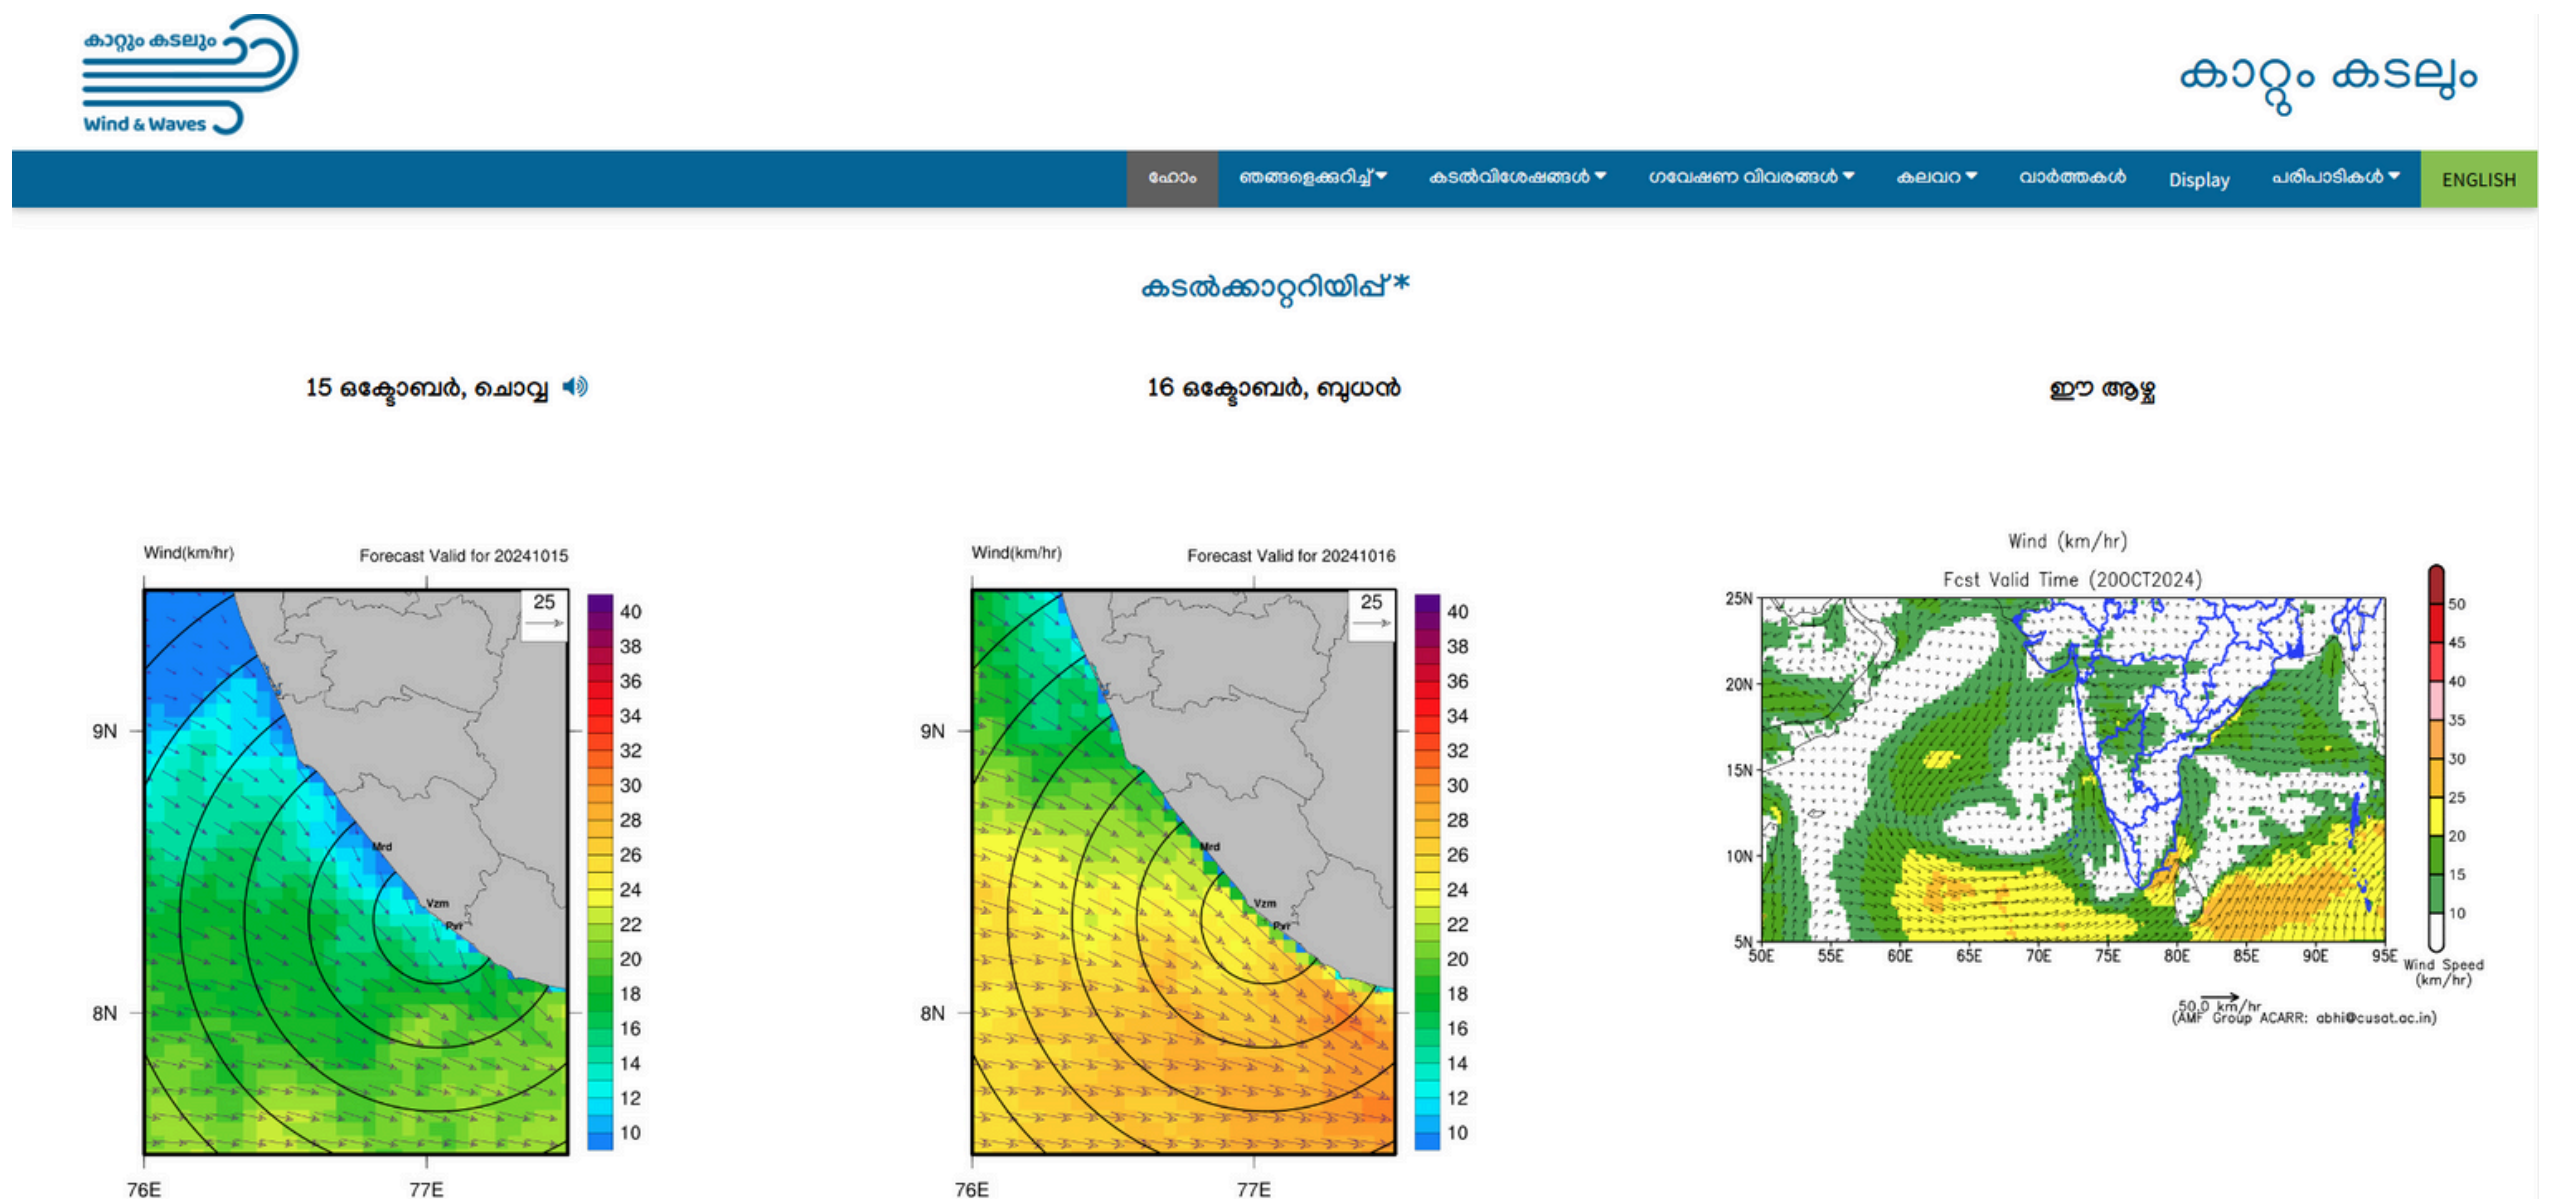 കാറ്റും കടലും
Wind & Waves
കാറ്റും കടലും
ഹോം ഞങ്ങളെക്കുറിച്ച് കടൽവിശേഷങ്ങൾ ഗവേഷണ വിവരങ്ങൾ കലവറ വാർത്തകൾ Display പരിപാടികൾ ENGLISH
കടൽക്കാറ്ററിയിപ്പ് *
15 ഒക്ടോബർ, ചൊവ്വ
16 ഒക്ടോബർ, ബുധൻ
ഈ ആഴ്ച
Wind(km/hr) Forecast Valid for 20241015
25
40
38
36
34
32
30
28
26
24
22
20
18
16
14
12
10
9N
8N
76E 77E
Mrd
Vzm
Pvr
Wind(km/hr) Forecast Valid for 20241016
25
40
38
36
34
32
30
28
26
24
22
20
18
16
14
12
10
9N
8N
76E 77E
Mrd
Vzm
Pvr
Wind (km/hr)
Fcst Valid Time (20OCT2024)
25N
20N
15N
10N
5N
50E 55E 60E 65E 70E 75E 80E 85E 90E 95E
50
45
40
35
30
25
20
15
10
Wind Speed
(km/hr)
50.0 km/hr
(AMF Group ACARR: abhi@cusat.ac.in)